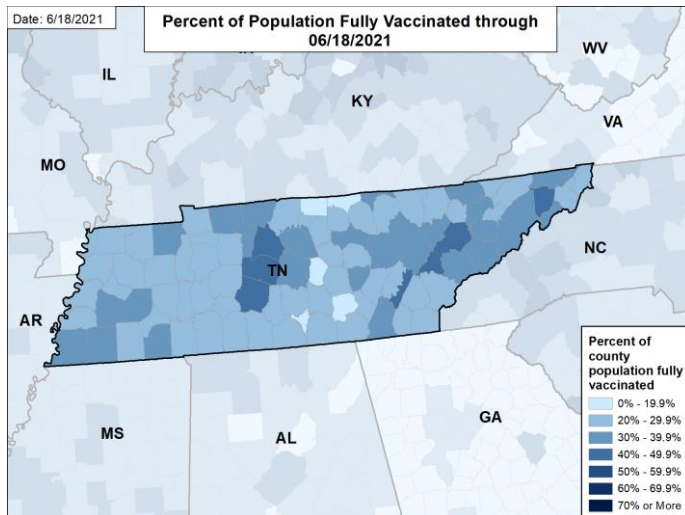 Date: 6/18/2021
Percent of Population Fully Vaccinated through
06/18/2021
WV
IL
KY
VA
MO
TN
NC
AR
MS
AL
GA
Percent of
county
population fully
vaccinated
0% - 19.9%
20% - 29.9%
30% - 39.9%
40% - 49.9%
50% - 59.9%
60% - 69.9%
70% or More